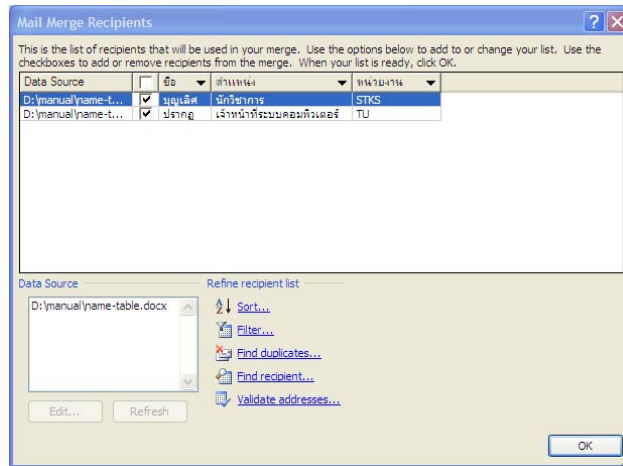 Mail Merge Recipients
This is the list of recipients that will be used in your merge. Use the options below to add to or change your list. Use the
checkboxes to add or remove recipients from the merge. When your list is ready, click OK.
Data Source ชื่อ ตำแหน่ง หน่วยงาน
D:\manual\name-t... บุญเลิศ นักวิชาการ STKS
D:\manual\name-t... ปรากฏ เจ้าหน้าที่ระบบคอมพิวเตอร์ TU
Data Source
D:\manual\name-table.docx
Edit... Refresh
Refine recipient list
Sort...
Filter...
Find duplicates...
Find recipient...
Validate addresses...
OK